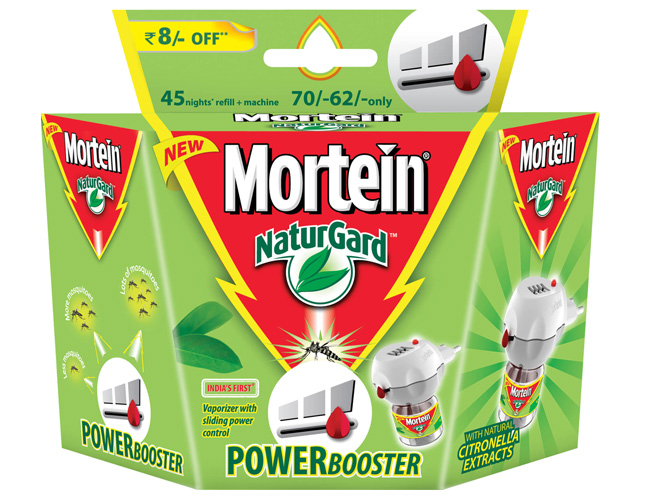 ₹8/- OFF**
45 nights' refill + machine 70/-62/-only
Mortein
NaturGard
NEW
Mortein®
NaturGard™
INDIA'S FIRST
Vaporizer with
sliding power
control
POWERBOOSTER
Mortein
NEW
Mortein
NaturGard
More mosquitoes
Lots of mosquitoes
Less mosquitoes
POWERBOOSTER
NEW
Mortein
NaturGard
Mortein
WITH NATURAL
CITRONELLA
EXTRACTS